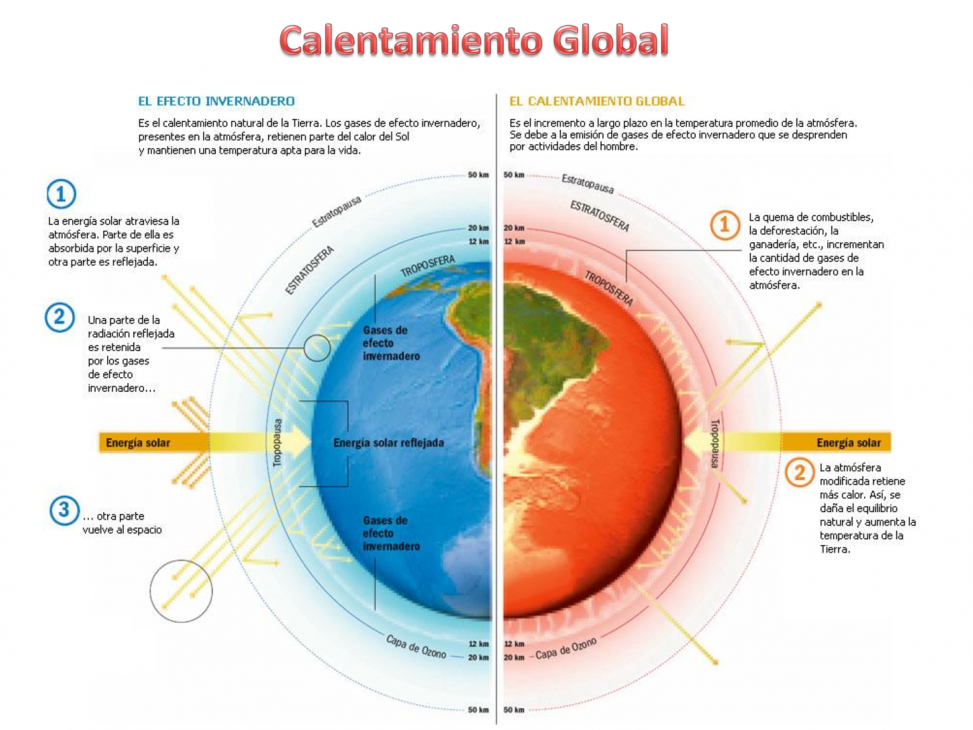 Calentamiento Global
EL EFECTO INVERNADERO
Es el calentamiento natural de la Tierra. Los gases de efecto invernadero,
presentes en la atmósfera, retienen parte del calor del Sol
y mantienen una temperatura apta para la vida.
EL CALENTAMIENTO GLOBAL
Es el incremento a largo plazo en la temperatura promedio de la atmósfera.
Se debe a la emisión de gases de efecto invernadero que se desprenden
por actividades del hombre.
1
La energía solar atraviesa la
atmósfera. Parte de ella es
absorbida por la superficie y
otra parte es reflejada.
2
Una parte de la
radiación reflejada
es retenida
por los gases
de efecto
invernadero...
Energía solar
3
... otra parte
vuelve al espacio
50 km
Estratopausa
20 km
ESTRATOSFERA
12 km
TROPOSFERA
Gases de
efecto
invernadero
Tropopausa
Energía solar reflejada
Gases de
efecto
invernadero
12 km
Capa de Ozono
20 km
50 km
50 km
Estratopausa
ESTRATOSFERA
20 km
12 km
TROPOSFERA
1
La quema de combustibles,
la deforestación, la
ganadería, etc., incrementan
la cantidad de gases de
efecto invernadero en la
atmósfera.
Tropopausa
Energía solar
2
La atmósfera
modificada retiene
más calor. Así, se
daña el equilibrio
natural y aumenta la
temperatura de la
Tierra.
12 km
20 km
Capa de Ozono
50 km